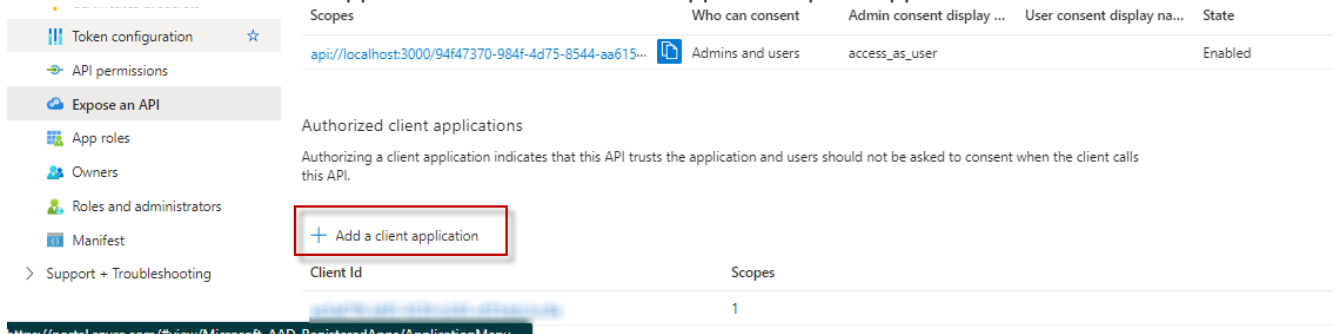 Scopes Who can consent Admin consent display ... User consent display na... State
Token configuration
api://localhost:3000/94f47370-984f-4d75-8544-aa615... Admins and users access_as_user Enabled
API permissions
Expose an API
App roles
Authorized client applications
Authorizing a client application indicates that this API trusts the application and users should not be asked to consent when the client calls
this API.
Owners
Roles and administrators
Manifest
+ Add a client application
Support + Troubleshooting
Client Id Scopes
1